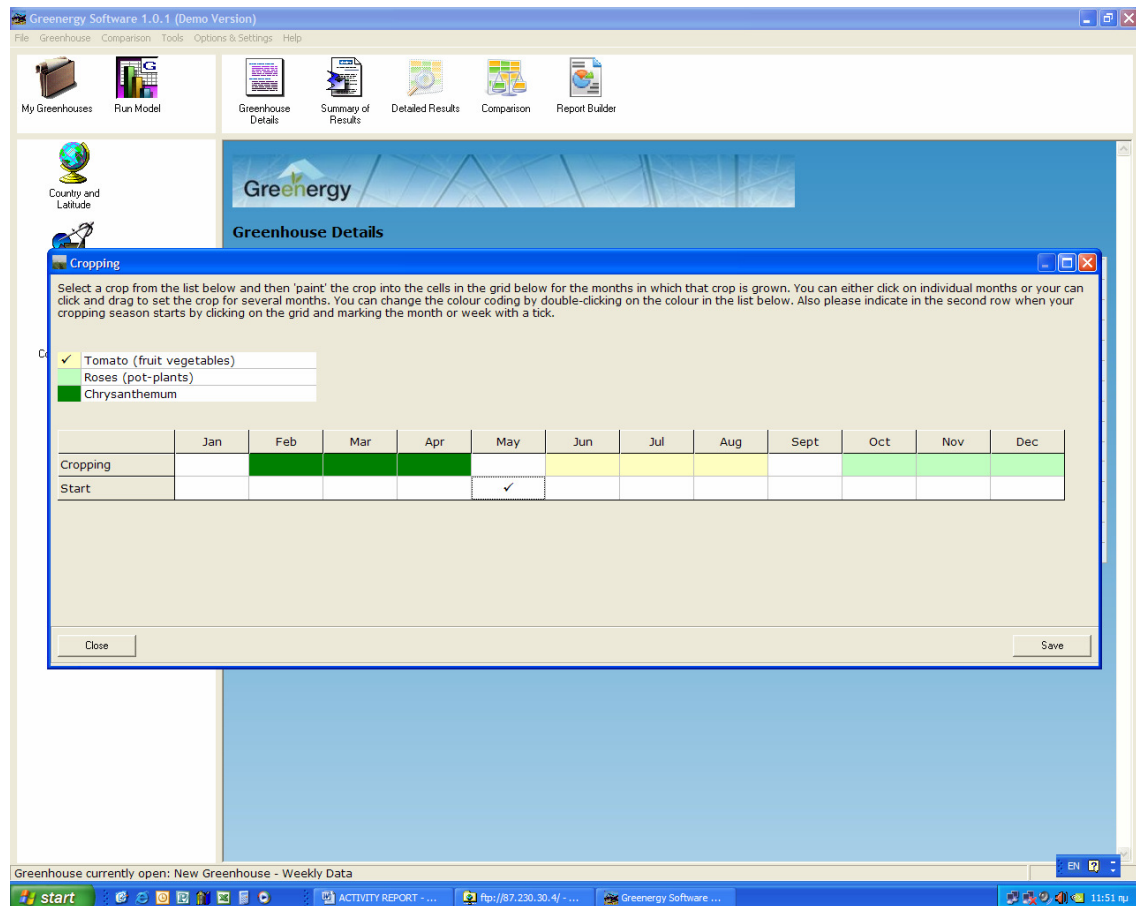 Greenergy Software 1.0.1 (Demo Version)
File Greenhouse Comparison Tools Options & Settings Help
My Greenhouses
Run Model
Greenhouse Details
Summary of Results
Detailed Results
Comparison
Report Builder
Country and Latitude
Greenergy
Greenhouse Details
Cropping
Select a crop from the list below and then 'paint' the crop into the cells in the grid below for the months in which that crop is grown. You can either click on individual months or your can
click and drag to set the crop for several months. You can change the colour coding by double-clicking on the colour in the list below. Also please indicate in the second row when your
cropping season starts by clicking on the grid and marking the month or week with a tick.
✓ Tomato (fruit vegetables)
Roses (pot-plants)
Chrysanthemum
Jan Feb Mar Apr May Jun Jul Aug Sept Oct Nov Dec
Cropping
Start ✓
Close
Save
Greenhouse currently open: New Greenhouse - Weekly Data
EN
start
ACTIVITY REPORT - ...
ftp://87.230.30.4/ - ...
Greenergy Software ...
11:51 πμ